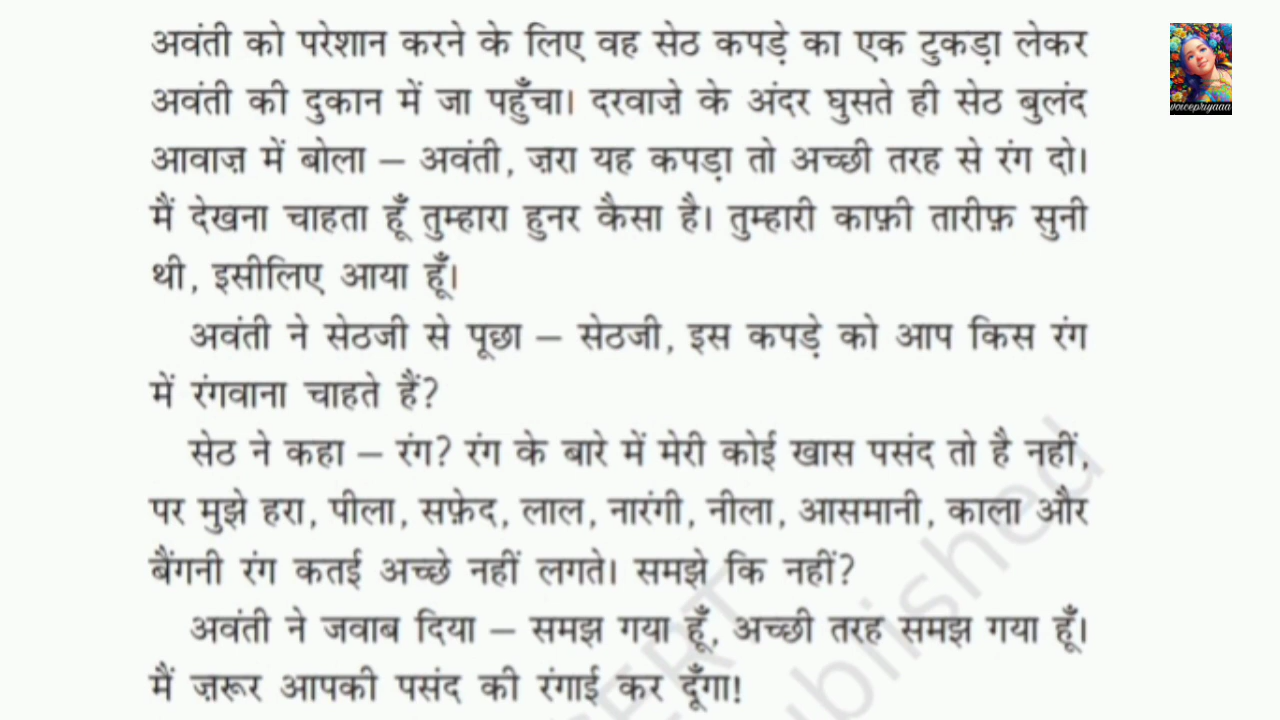 अवंती को परेशान करने के लिए वह सेठ कपड़े का एक टुकड़ा लेकर
अवंती की दुकान में जा पहुँचा। दरवाज़े के अंदर घुसते ही सेठ बुलंद
आवाज़ में बोला – अवंती, ज़रा यह कपड़ा तो अच्छी तरह से रंग दो।
मैं देखना चाहता हूँ तुम्हारा हुनर कैसा है। तुम्हारी काफ़ी तारीफ़ सुनी
थी, इसीलिए आया हूँ।
अवंती ने सेठजी से पूछा – सेठजी, इस कपड़े को आप किस रंग
में रंगवाना चाहते हैं?
सेठ ने कहा – रंग? रंग के बारे में मेरी कोई खास पसंद तो है नहीं,
पर मुझे हरा, पीला, सफ़ेद, लाल, नारंगी, नीला, आसमानी, काला और
बैंगनी रंग कतई अच्छे नहीं लगते। समझे कि नहीं?
अवंती ने जवाब दिया – समझ गया हूँ, अच्छी तरह समझ गया हूँ।
मैं ज़रूर आपकी पसंद की रंगाई कर दूँगा!
voicepriyaaa